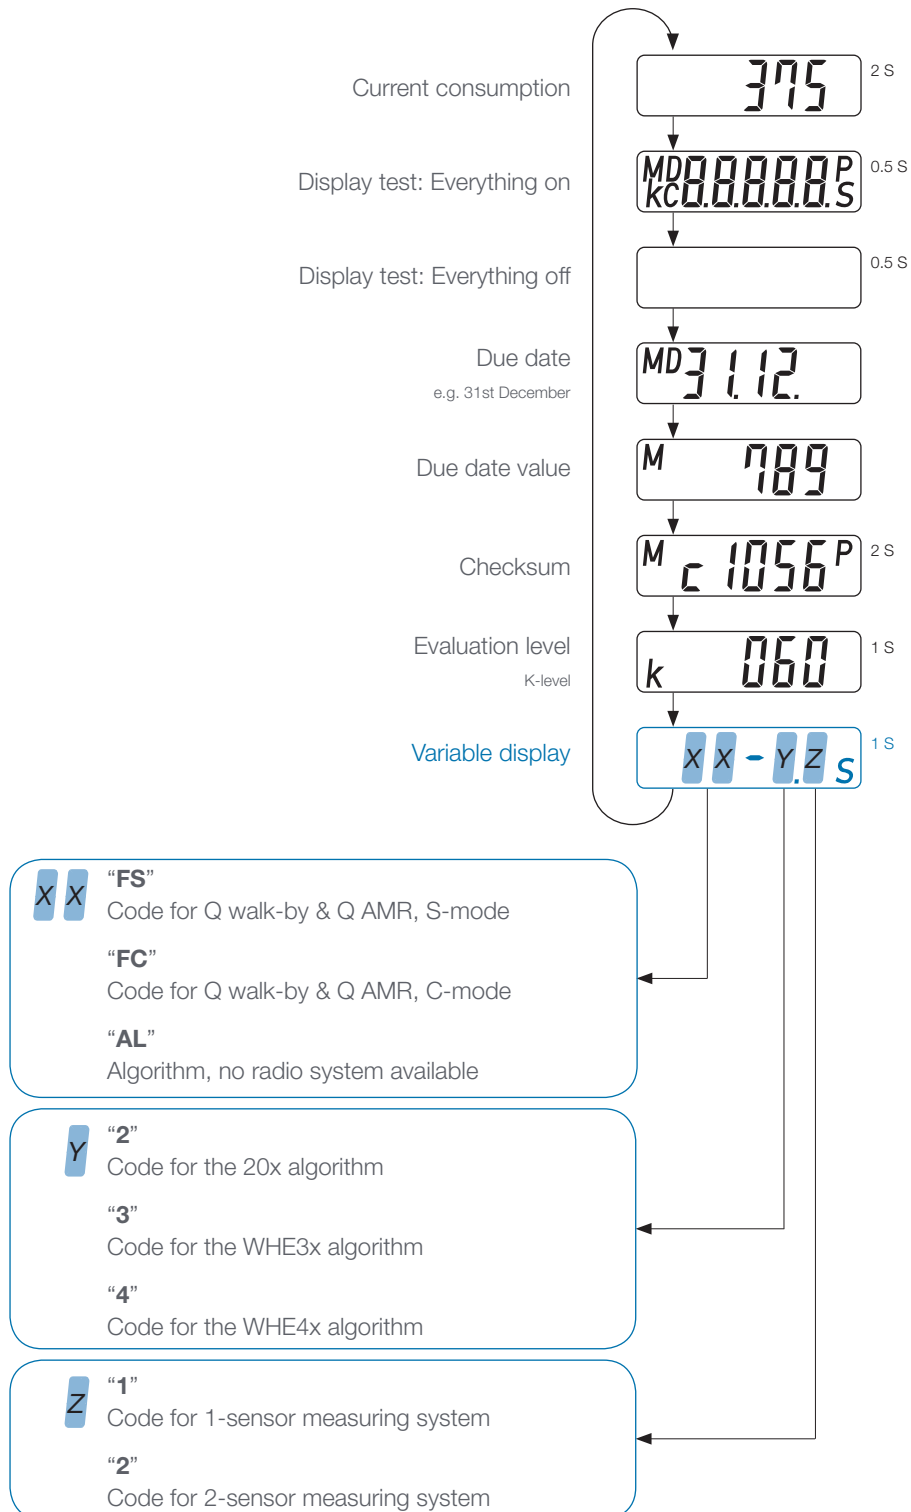 Current consumption
375
2 S
Display test: Everything on
MD
kC
8.8.8.8.8.
P
S
0.5 S
Display test: Everything off
0.5 S
Due date
e.g. 31st December
MD
31.12.
Due date value
M
789
Checksum
M
c1056
P
2 S
Evaluation level
K-level
k
060
1 S
Variable display
XX-Y.Z S
1 S
X X
“FS”
Code for Q walk-by & Q AMR, S-mode
“FC”
Code for Q walk-by & Q AMR, C-mode
“AL”
Algorithm, no radio system available
Y
“2”
Code for the 20x algorithm
“3”
Code for the WHE3x algorithm
“4”
Code for the WHE4x algorithm
Z
“1”
Code for 1-sensor measuring system
“2”
Code for 2-sensor measuring system